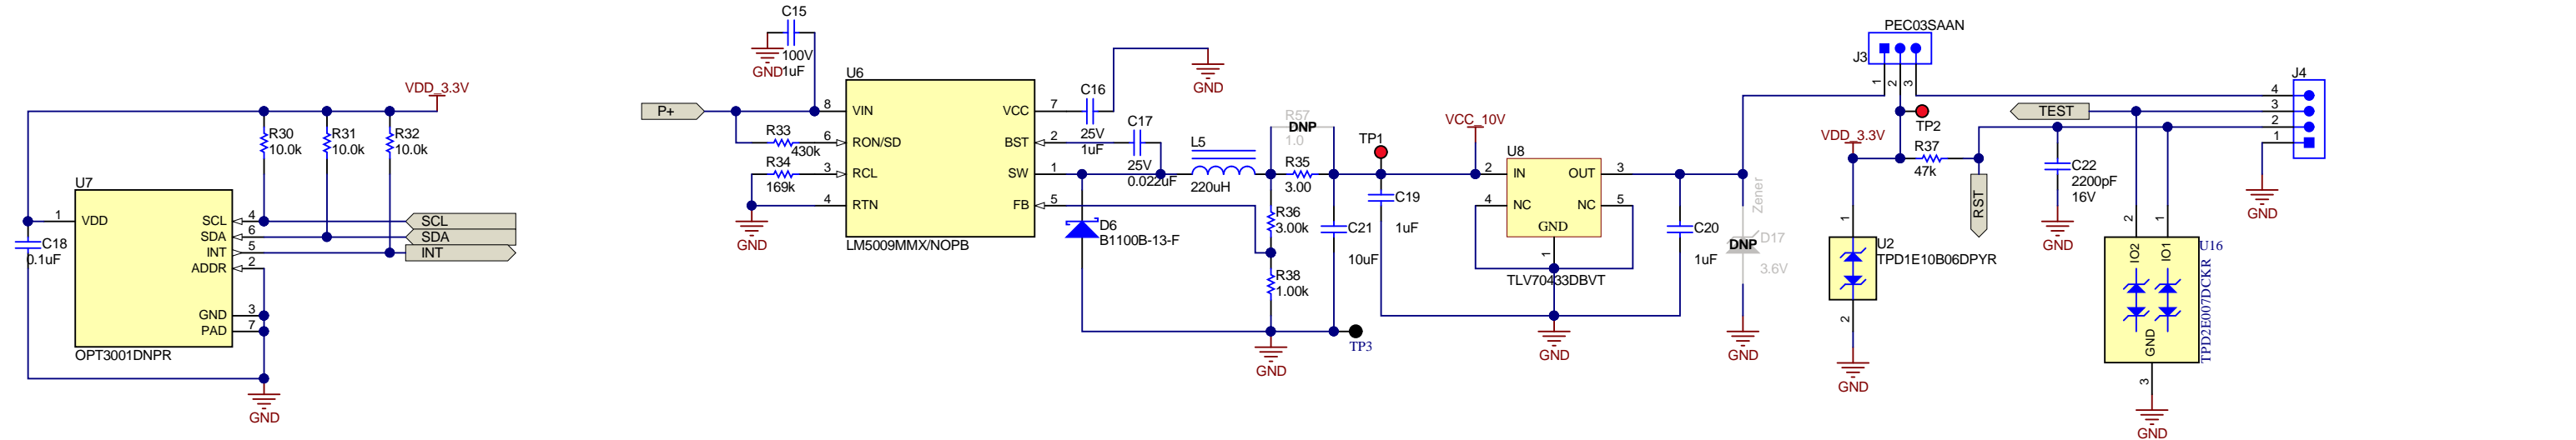 VDD_3.3V
R30
10.0k
R31
10.0k
R32
10.0k
U7
1
VDD
SCL
4
SCL
SDA
6
SDA
INT
5
INT
ADDR
2
GND
3
PAD
7
OPT3001DNPR
C18
0.1uF
GND
C15
100V
1uF
GND
P+
R33
430k
R34
169k
GND
U6
8
VIN
6
RON/SD
3
RCL
4
RTN
VCC
7
BST
2
SW
1
FB
5
LM5009MMX/NOPB
C16
25V
1uF
GND
C17
25V
0.022uF
D6
B1100B-13-F
L5
220uH
R57
DNP
1.0
R35
3.00
R36
3.00k
R38
1.00k
GND
C21
10uF
TP3
TP1
C19
1uF
VCC_10V
U8
2
IN
OUT
3
4
NC
NC
5
GND
1
TLV70433DBVT
GND
C20
1uF
Zener
D17
DNP
3.6V
GND
PEC03SAAN
J3
1
2
3
TP2
VDD_3.3V
R37
47k
RST
1
U2
TPD1E10B06DPYR
2
GND
TEST
C22
2200pF
16V
GND
2
1
IO2
IO1
U16
TPD2E007DCKR
GND
3
GND
J4
4
3
2
1
GND